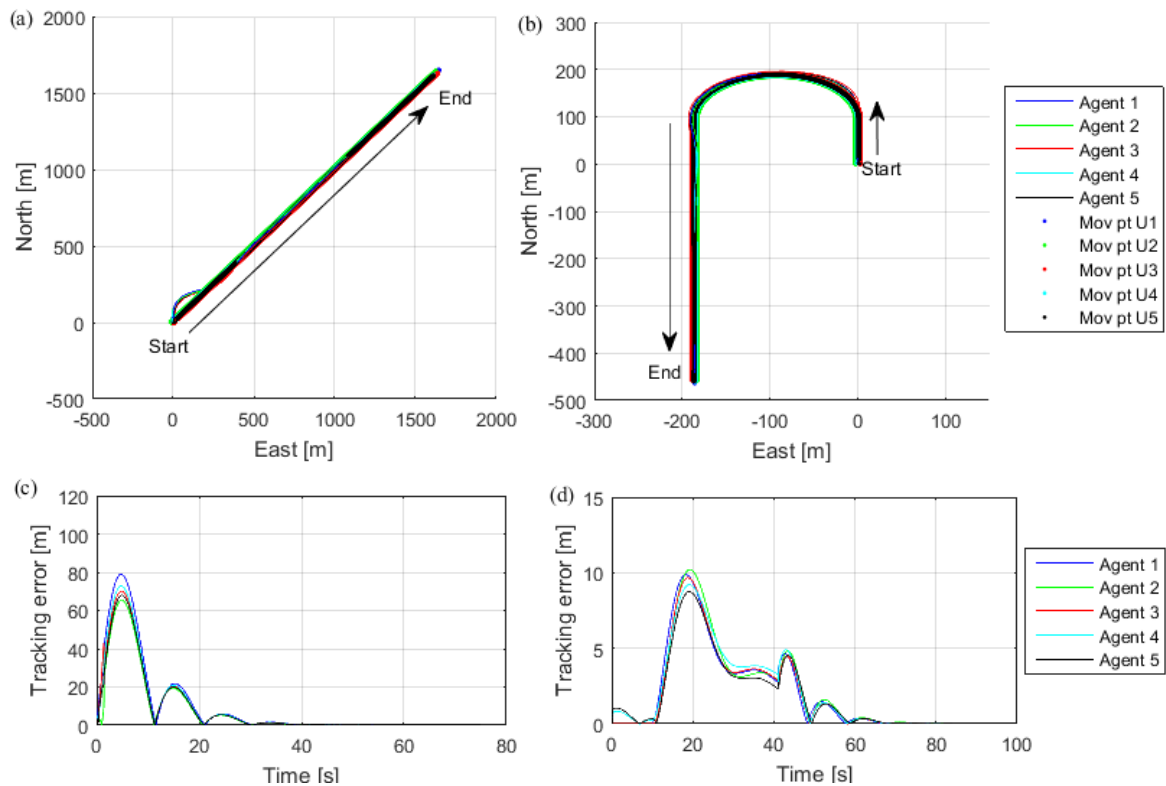 (a)
2000
1500
1000
500
0
-500
North [m]
-500 0 500 1000 1500 2000
East [m]
Start
End
(b)
300
200
100
0
-100
-200
-300
-400
-500
North [m]
-300 -200 -100 0 100
East [m]
Start
End
Agent 1
Agent 2
Agent 3
Agent 4
Agent 5
Mov pt U1
Mov pt U2
Mov pt U3
Mov pt U4
Mov pt U5
(c)
120
100
80
60
40
20
0
Tracking error [m]
0 20 40 60 80
Time [s]
(d)
15
10
5
0
Tracking error [m]
0 20 40 60 80 100
Time [s]
Agent 1
Agent 2
Agent 3
Agent 4
Agent 5